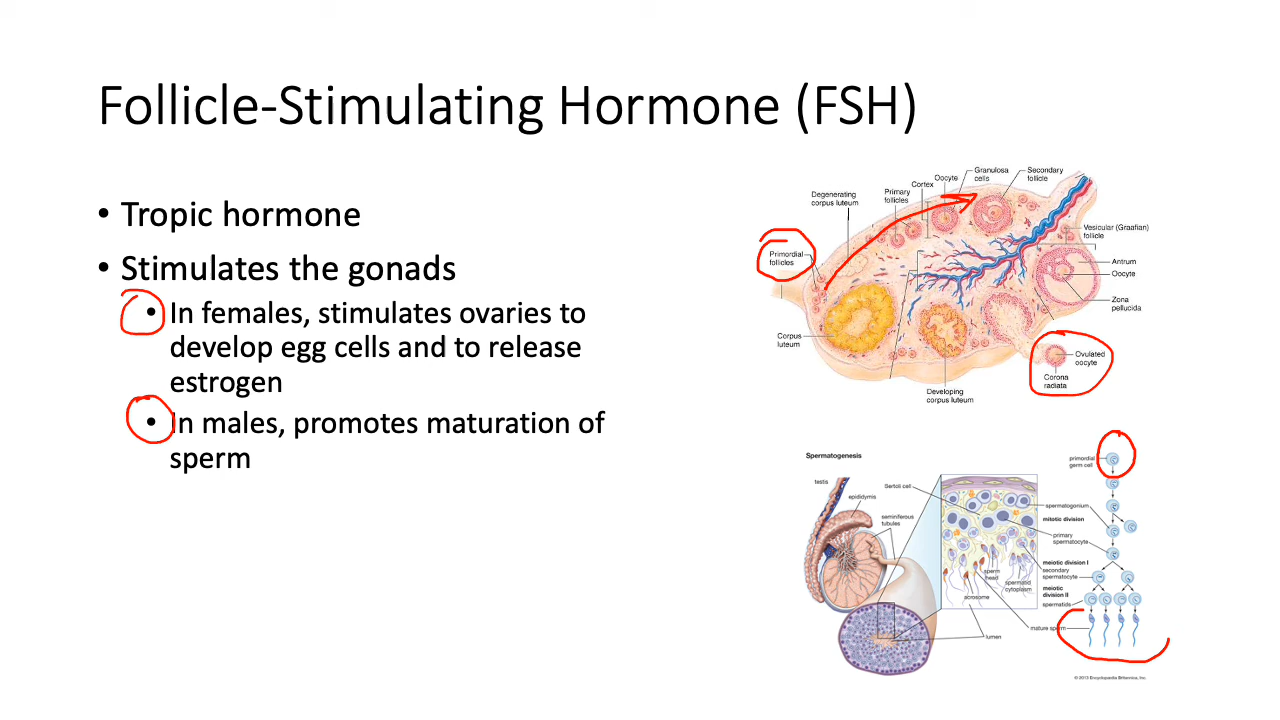 Follicle-Stimulating Hormone (FSH)
• Tropic hormone
• Stimulates the gonads
• In females, stimulates ovaries to
develop egg cells and to release
estrogen
• In males, promotes maturation of
sperm
Granulosa
cells
Secondary
follicle
Oocyte
Cortex
Primary
follicles
Degenerating
corpus luteum
Vesicular (Graafian)
follicle
Primordial
follicles
Antrum
Oocyte
Zona
pellucida
Corpus
luteum
Ovulated
oocyte
Corona
radiata
Developing
corpus luteum
Spermatogenesis
primordial
germ cell
testis
Sertoli cell
epididymis
seminiferous
tubules
spermatogonium
mitotic division
primary
spermatocyte
meiotic division I
secondary
spermatocyte
meiotic
division II
spermatids
sperm
head
spermatid
cytoplasm
acrosome
mature sperm
lumen
© 2013 Encyclopædia Britannica, Inc.